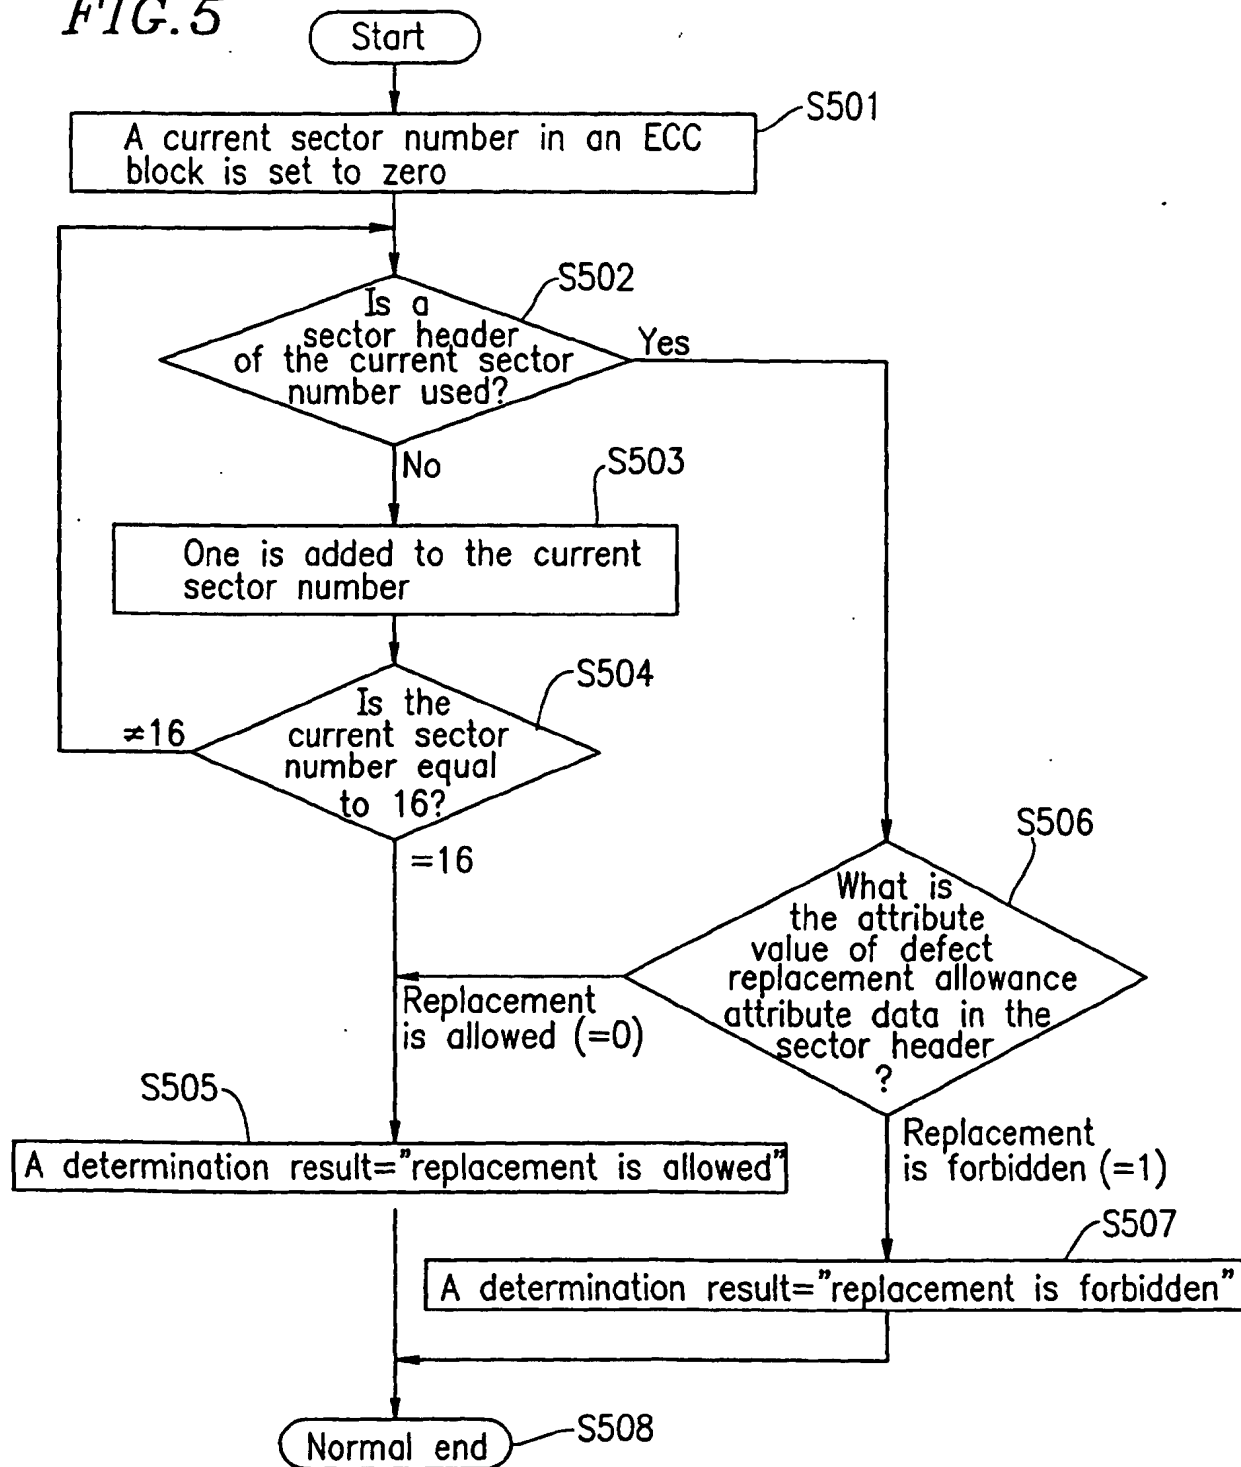 FIG.5
Start
S501
A current sector number in an ECC
block is set to zero
S502
Is a
sector header
of the current sector
number used?
Yes
No
S503
One is added to the current
sector number
S504
Is the
current sector
number equal
to 16?
≠16
=16
S506
What is
the attribute
value of defect
replacement allowance
attribute data in the
sector header
?
Replacement
is allowed (=0)
S505
A determination result="replacement is allowed"
Replacement
is forbidden (=1)
S507
A determination result="replacement is forbidden"
Normal end
S508